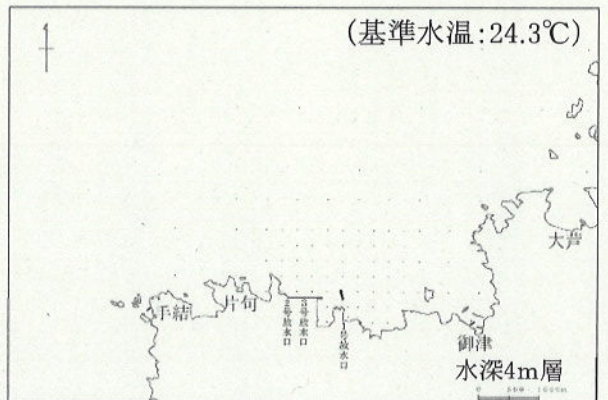 (基準水温:24.3℃)
大芦
手結
片句
2号放水口
3号放水口
1号放水口
御津
水深4m層